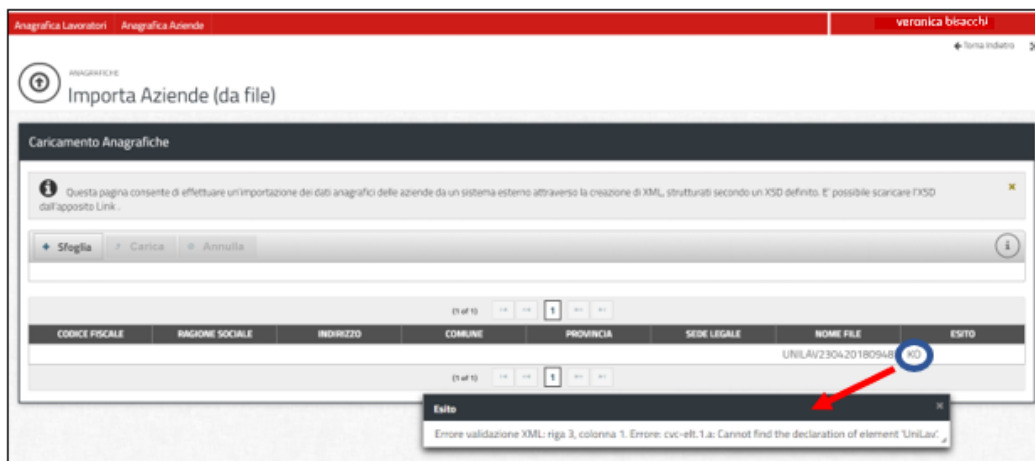 Anagrafica Lavoratori Anagrafica Aziende veronica bisacchi
Torna Indietro
ANAGRAFICHE
Importa Aziende (da file)
Caricamento Anagrafiche
Questa pagina consente di effettuare un'importazione dei dati anagrafici delle aziende da un sistema esterno attraverso la creazione di XML, strutturati secondo un XSD definito. E' possibile scaricare l'XSD
dall'apposito Link .
Sfoglia Carica Annulla
(1 of 1) 1
CODICE FISCALE RAGIONE SOCIALE INDIRIZZO COMUNE PROVINCIA SEDE LEGALE NOME FILE ESITO
UNILAV230420180948 KO
(1 of 1) 1
Esito
Errore validazione XML: riga 3, colonna 1. Errore: cvc-elt.1.a: Cannot find the declaration of element 'UniLav'.